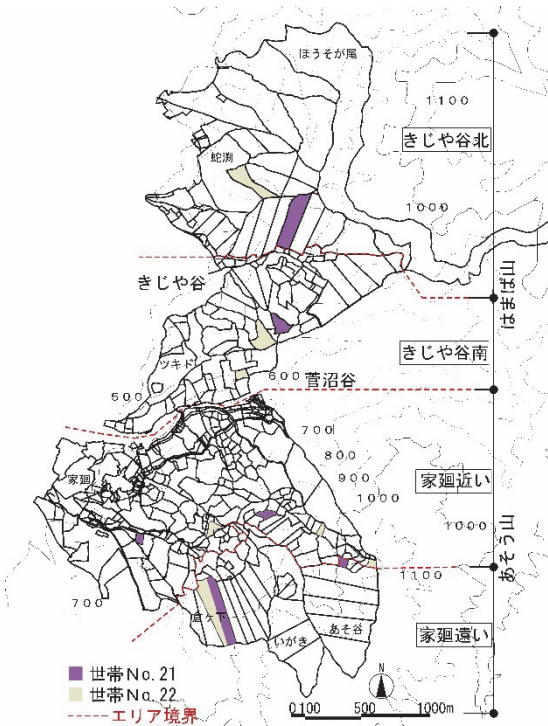 ほうそが尾
1100
きじや谷北
蛇渕
1000
きじや谷
はまば山
きじや谷南
ツキド
600
菅沼谷
500
700
800
家廻
900
家廻近い
1000
1000
あそう山
1100
700
倉ケ下
あそ谷
いがき
家廻遠い
世帯No.21
世帯No.22
エリア境界
N
0 100 500 1000m